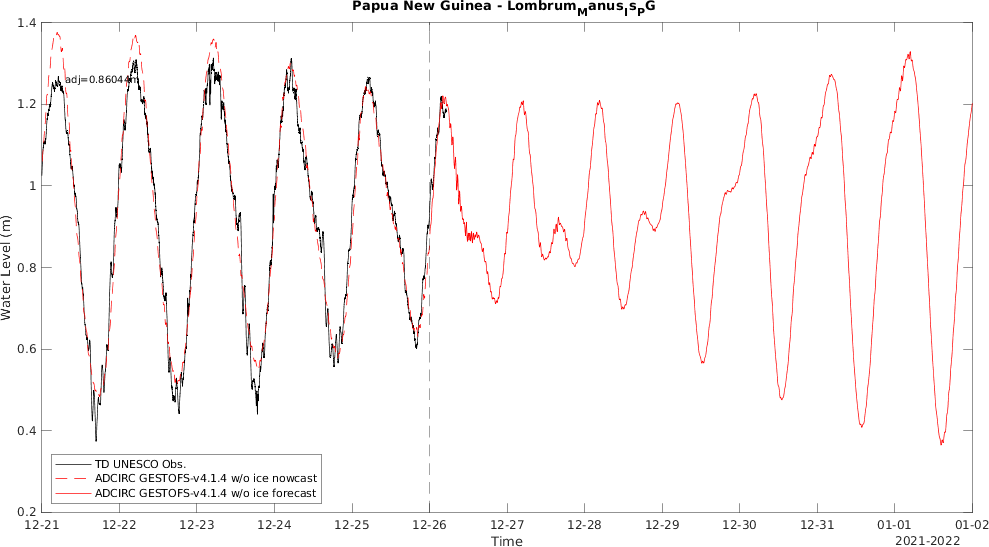 Papua New Guinea - LombrumManusIsPG
1.4
1.2
1
0.8
0.6
0.4
0.2
Water Level (m)
adj=0.86044m
TD UNESCO Obs.
ADCIRC GESTOFS-v4.1.4 w/o ice nowcast
ADCIRC GESTOFS-v4.1.4 w/o ice forecast
12-21 12-22 12-23 12-24 12-25 12-26 12-27 12-28 12-29 12-30 12-31 01-01 01-02
Time
2021-2022